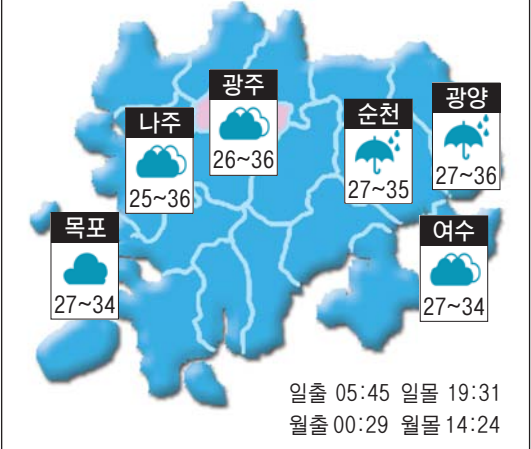 광주
26~36
나주
25~36
순천
27~35
광양
27~36
목포
27~34
여수
27~34
일출 05:45 일몰 19:31
월출 00:29 월몰 14:24